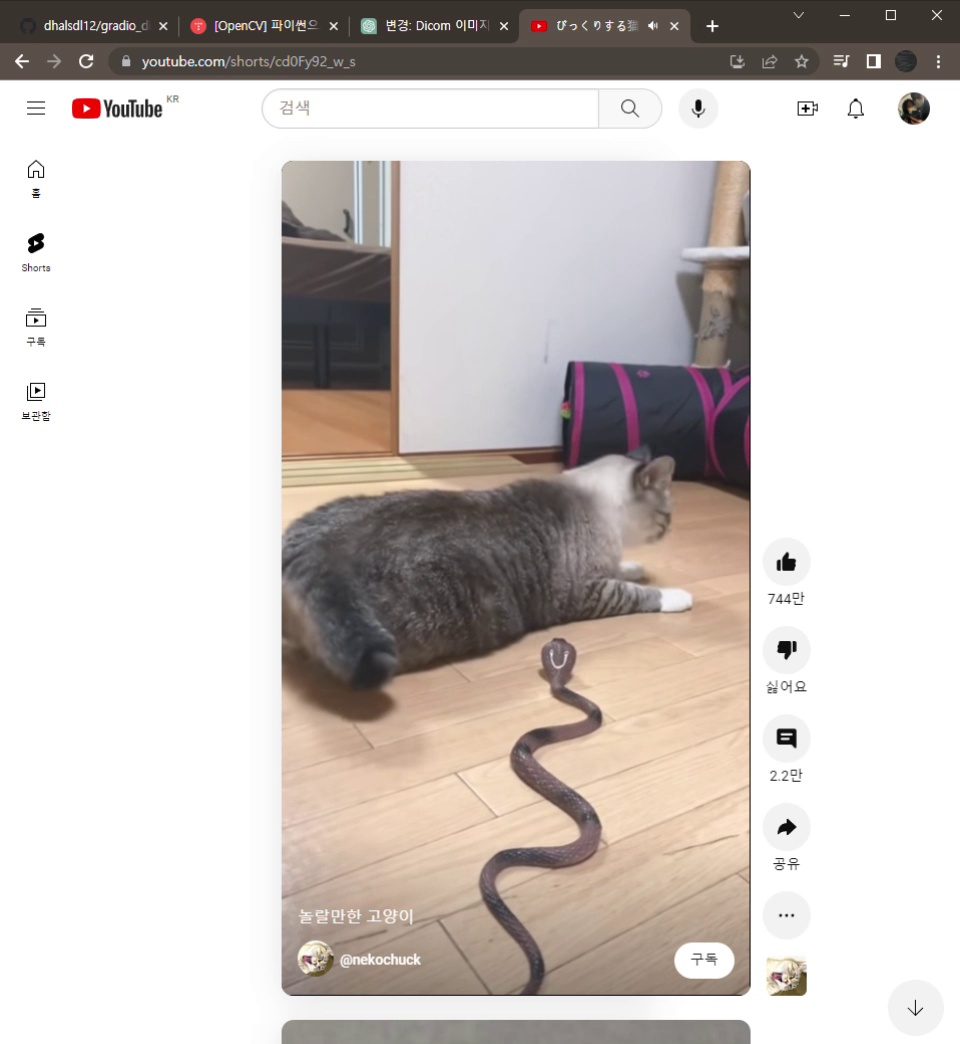 dhalsdl12/gradio_di
[OpenCV] 파이썬으
변경: Dicom 이미지
びっくりする猫
youtube.com/shorts/cd0Fy92_w_s
YouTube KR
검색
홈
Shorts
구독
보관함
744만
싫어요
2.2만
공유
놀랄만한 고양이
@nekochuck
구독